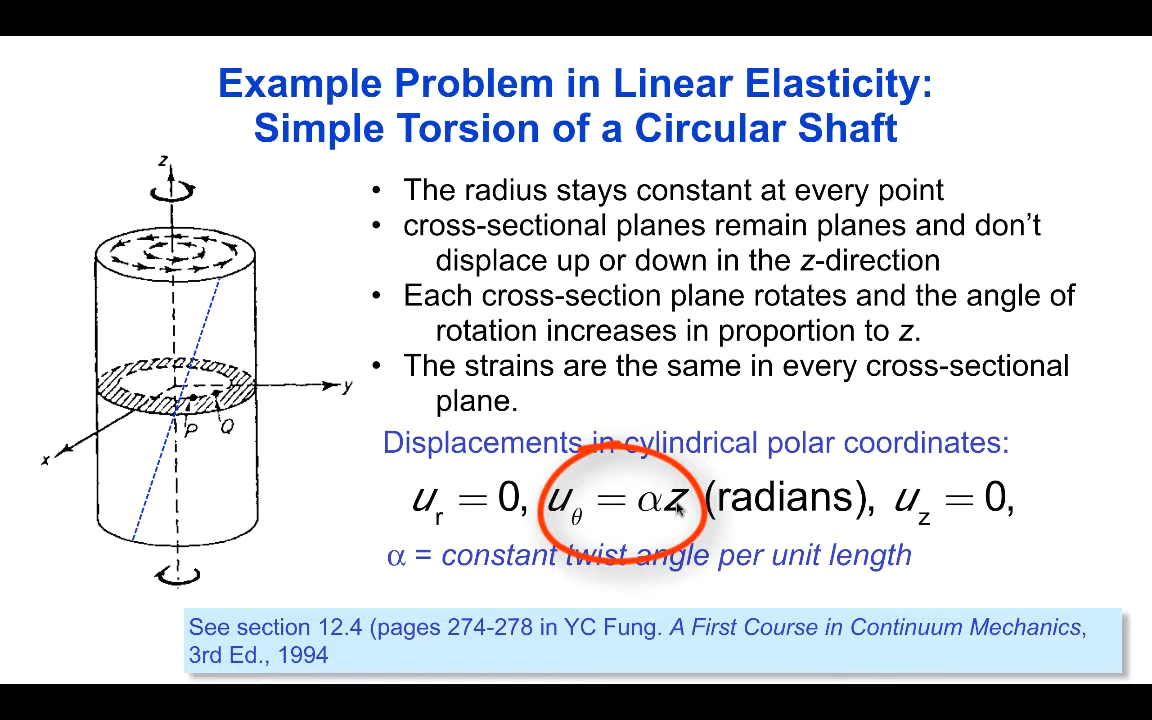 Example Problem in Linear Elasticity:
Simple Torsion of a Circular Shaft
z
y
x
P
Q
• The radius stays constant at every point
• cross-sectional planes remain planes and don’t
displace up or down in the z-direction
• Each cross-section plane rotates and the angle of
rotation increases in proportion to z.
• The strains are the same in every cross-sectional
plane.
Displacements in cylindrical polar coordinates:
u_r = 0, u_θ = αz (radians), u_z = 0,
α = constant twist angle per unit length
See section 12.4 (pages 274-278 in YC Fung. A First Course in Continuum Mechanics,
3rd Ed., 1994